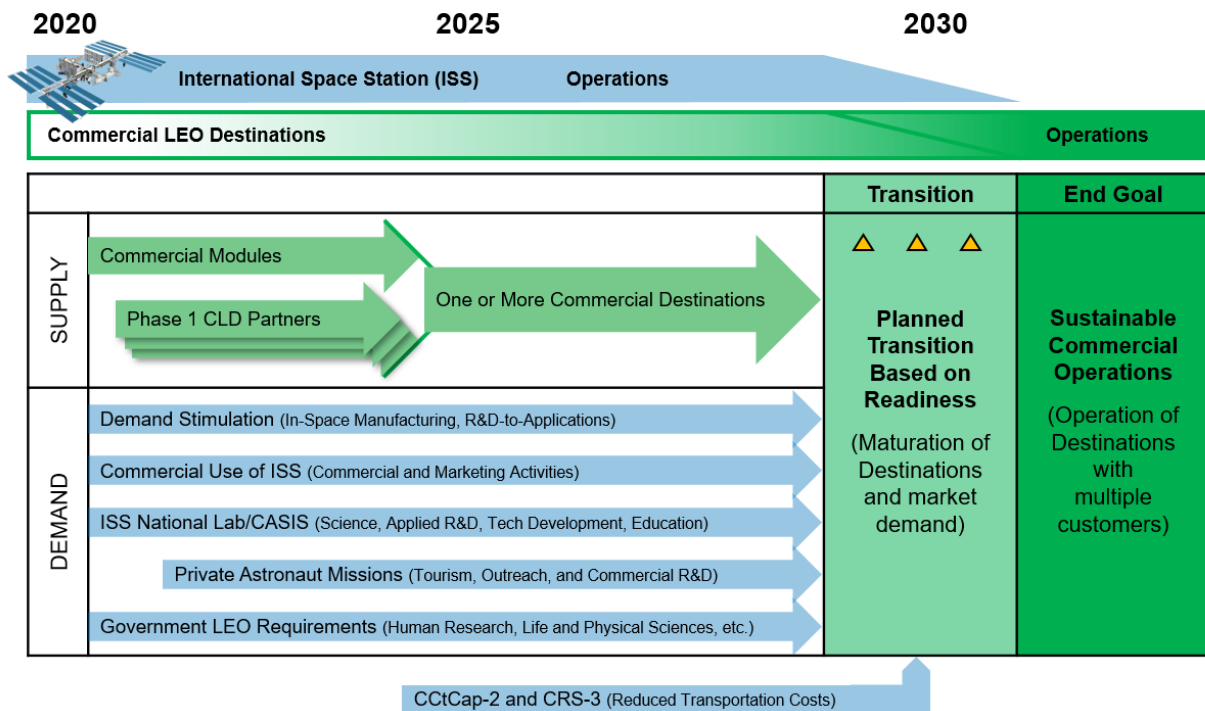 2020 2025 2030
International Space Station (ISS) Operations
Commercial LEO Destinations Operations
Transition End Goal
SUPPLY
Commercial Modules
Phase 1 CLD Partners
One or More Commercial Destinations
DEMAND
Demand Stimulation (In-Space Manufacturing, R&D-to-Applications)
Commercial Use of ISS (Commercial and Marketing Activities)
ISS National Lab/CASIS (Science, Applied R&D, Tech Development, Education)
Private Astronaut Missions (Tourism, Outreach, and Commercial R&D)
Government LEO Requirements (Human Research, Life and Physical Sciences, etc.)
Planned
Transition
Based on
Readiness
(Maturation of
Destinations
and market
demand)
Sustainable
Commercial
Operations
(Operation of
Destinations
with
multiple
customers)
CCtCap-2 and CRS-3 (Reduced Transportation Costs)